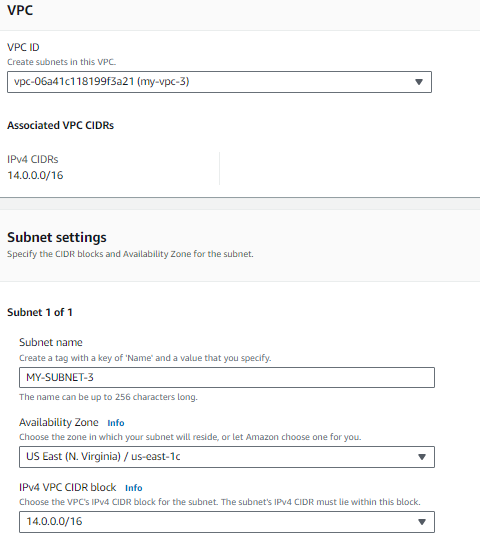 VPC
VPC ID
Create subnets in this VPC.
vpc-06a41c118199f3a21 (my-vpc-3)
Associated VPC CIDRs
IPv4 CIDRs
14.0.0.0/16
Subnet settings
Specify the CIDR blocks and Availability Zone for the subnet.
Subnet 1 of 1
Subnet name
Create a tag with a key of 'Name' and a value that you specify.
MY-SUBNET-3
The name can be up to 256 characters long.
Availability Zone Info
Choose the zone in which your subnet will reside, or let Amazon choose one for you.
US East (N. Virginia) / us-east-1c
IPv4 VPC CIDR block Info
Choose the VPC's IPv4 CIDR block for the subnet. The subnet's IPv4 CIDR must lie within this block.
14.0.0.0/16